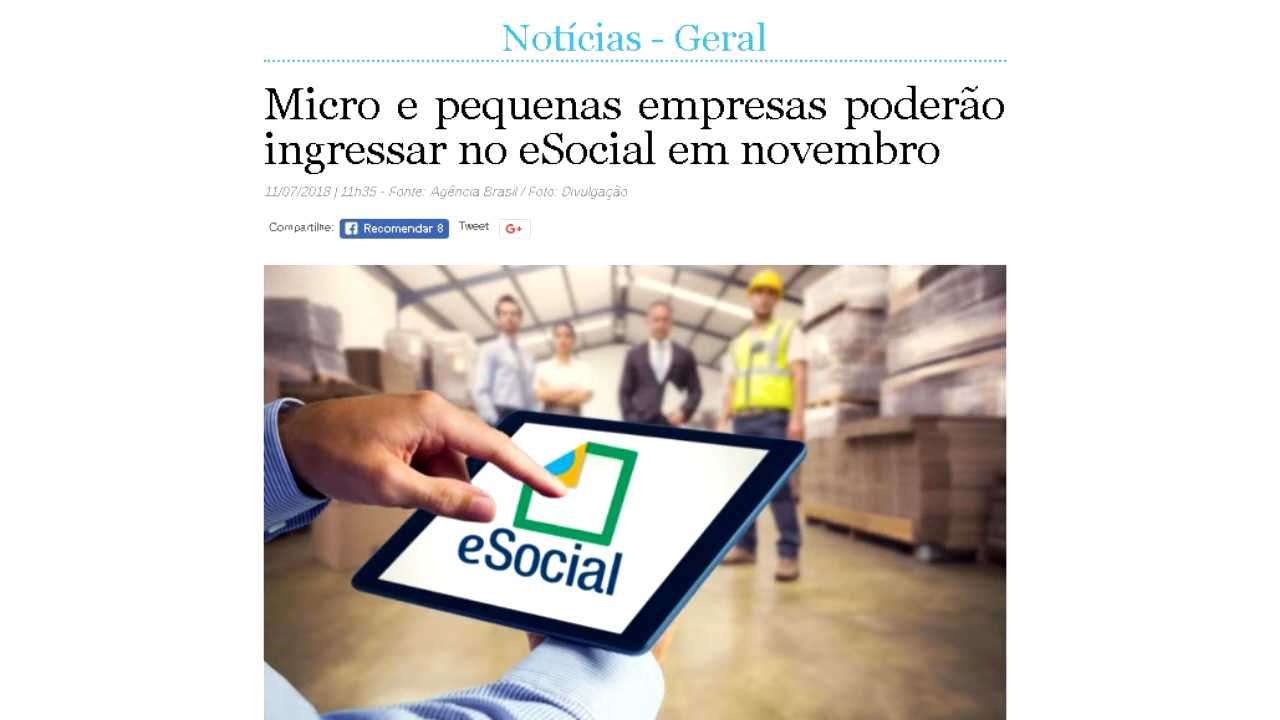 Notícias - Geral
Micro e pequenas empresas poderão
ingressar no eSocial em novembro
11/07/2018 | 11h35 - Fonte: Agência Brasil / Foto: Divulgação
Compartilhe: Recomendar 8 Tweet G+
eSocial